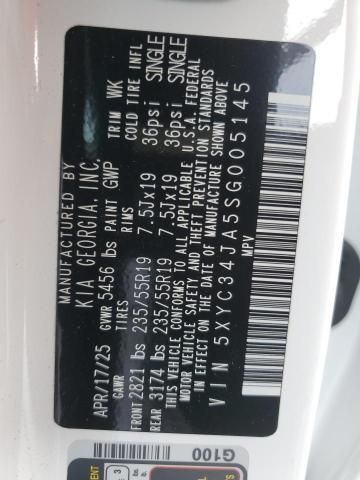 MANUFACTURED BY
KIA GEORGIA, INC.
APR/17/25 GVWR 5456 lbs PAINT GWP TRIM WK
GAWR TIRES RIMS COLD TIRE INFL
FRONT 2821 lbs 235/55R19 7.5Jx19 36psi SINGLE
REAR 3174 lbs 235/55R19 7.5Jx19 36psi SINGLE
THIS VEHICLE CONFORMS TO ALL APPLICABLE U.S.A. FEDERAL
MOTOR VEHICLE SAFETY AND THEFT PREVENTION STANDARDS
IN EFFECT ON THE DATE OF MANUFACTURE SHOWN ABOVE.
VIN 5XYC34JA5SG005145
MPV
G100
3